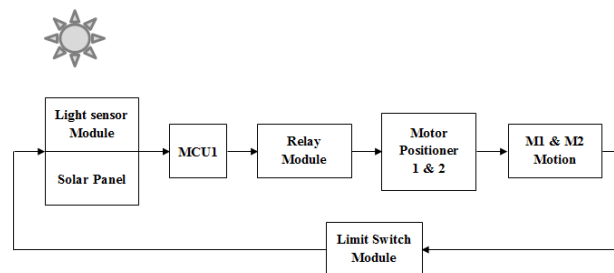 Light sensor
Module
Solar Panel
MCU1
Relay
Module
Motor
Positioner
1 & 2
M1 & M2
Motion
Limit Switch
Module